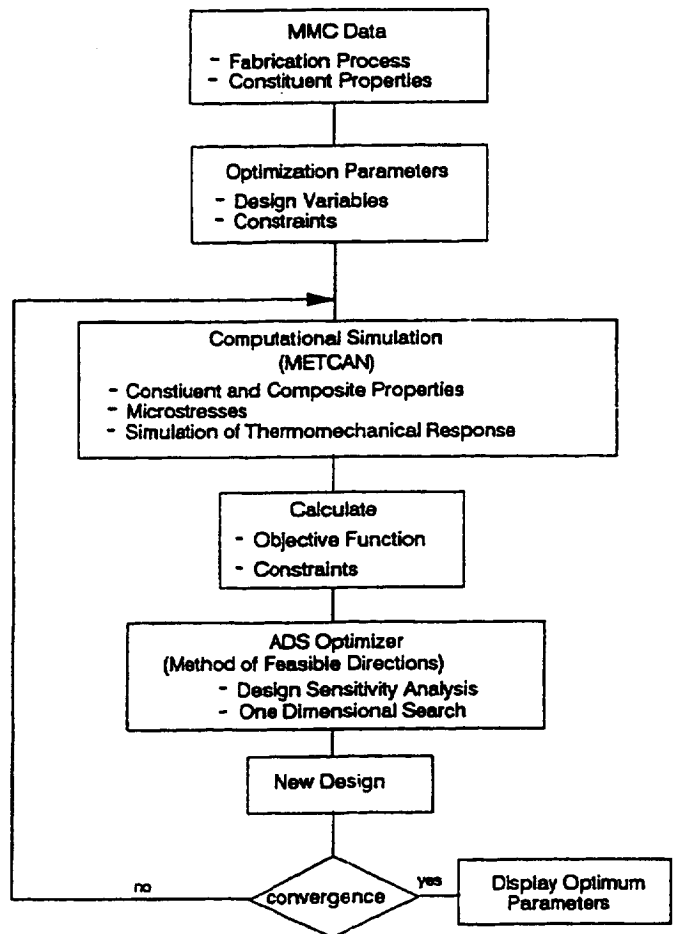 MMC Data
- Fabrication Process
- Constituent Properties
Optimization Parameters
- Design Variables
- Constraints
Computational Simulation
(METCAN)
- Constiuent and Composite Properties
- Microstresses
- Simulation of Thermomechanical Response
Calculate
- Objective Function
- Constraints
ADS Optimizer
(Method of Feasible Directions)
- Design Sensitivity Analysis
- One Dimensional Search
New Design
no
convergence
yes
Display Optimum
Parameters